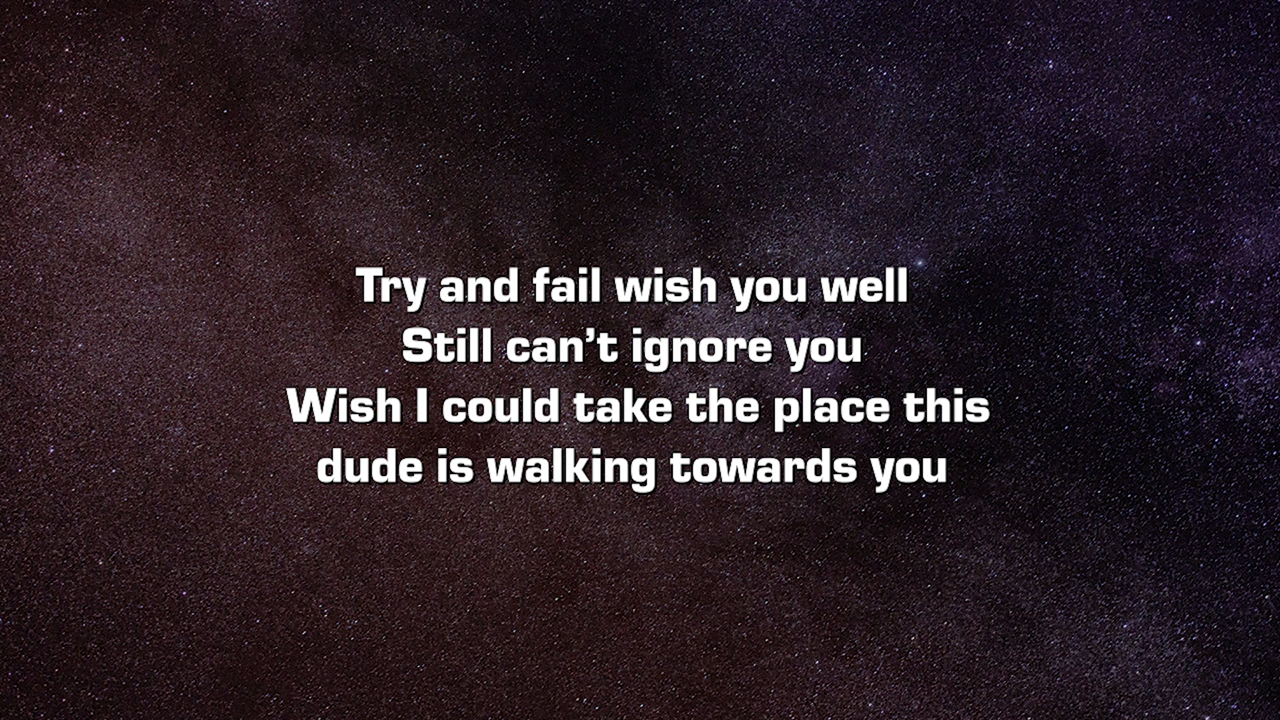 Try and fail wish you well
Still can’t ignore you
Wish I could take the place this
dude is walking towards you